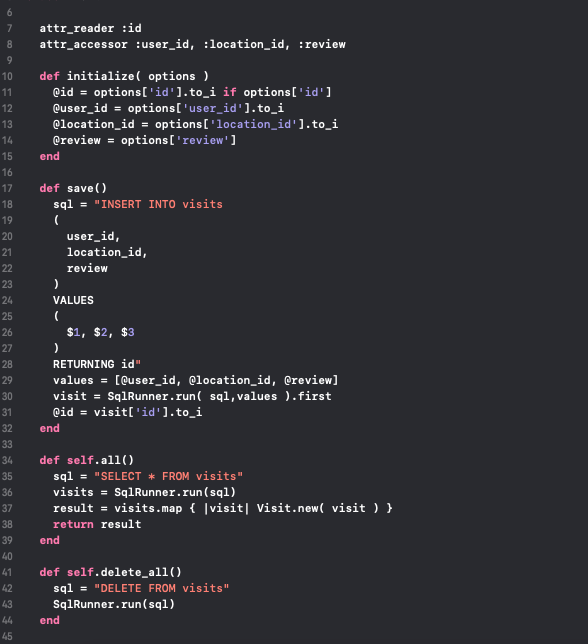 6
7 attr_reader :id
8 attr_accessor :user_id, :location_id, :review
9
10 def initialize( options )
11 @id = options['id'].to_i if options['id']
12 @user_id = options['user_id'].to_i
13 @location_id = options['location_id'].to_i
14 @review = options['review']
15 end
16
17 def save()
18 sql = "INSERT INTO visits
19 (
20 user_id,
21 location_id,
22 review
23 )
24 VALUES
25 (
26 $1, $2, $3
27 )
28 RETURNING id"
29 values = [@user_id, @location_id, @review]
30 visit = SqlRunner.run( sql,values ).first
31 @id = visit['id'].to_i
32 end
33
34 def self.all()
35 sql = "SELECT * FROM visits"
36 visits = SqlRunner.run(sql)
37 result = visits.map { |visit| Visit.new( visit ) }
38 return result
39 end
40
41 def self.delete_all()
42 sql = "DELETE FROM visits"
43 SqlRunner.run(sql)
44 end
45